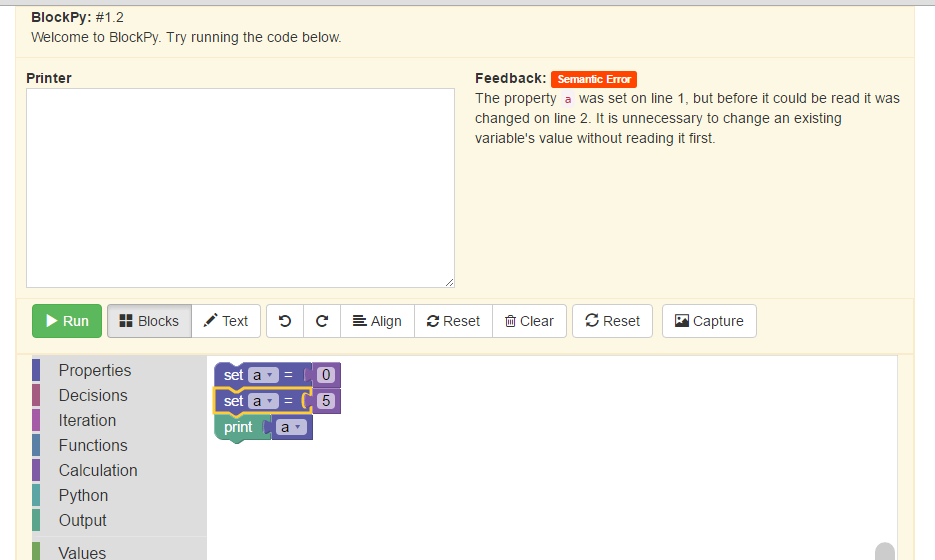 BlockPy: #1.2
Welcome to BlockPy. Try running the code below.
Printer
Feedback: Semantic Error
The property a was set on line 1, but before it could be read it was
changed on line 2. It is unnecessary to change an existing
variable's value without reading it first.
Run Blocks Text Align Reset Clear Reset Capture
Properties
Decisions
Iteration
Functions
Calculation
Python
Output
Values
set a = 0
set a = 5
print a